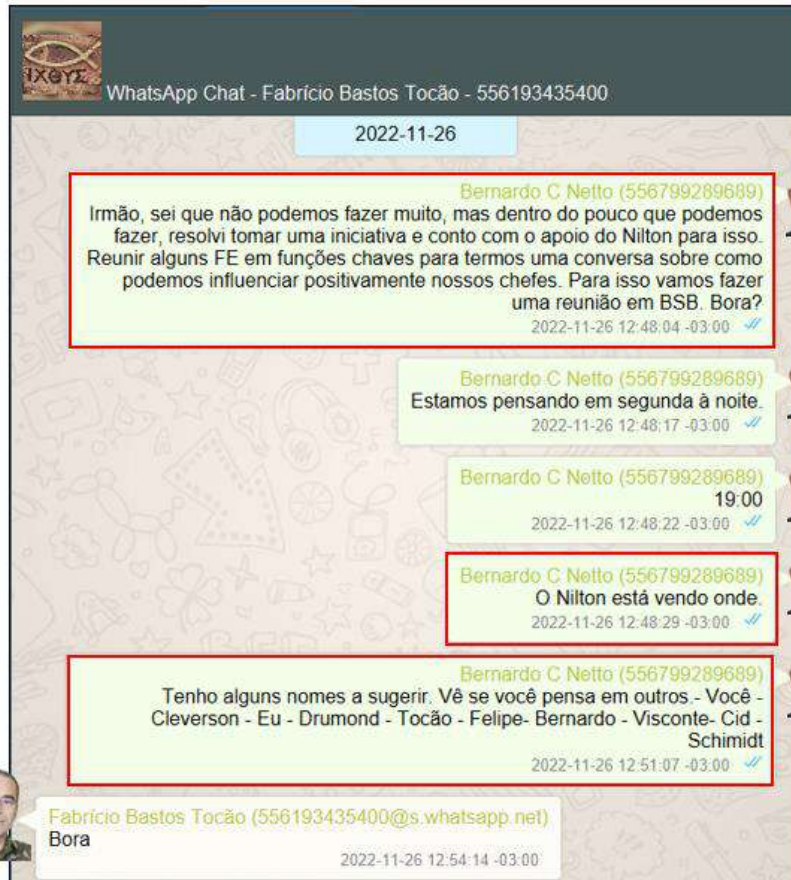 ΙΧΘΥΣ
WhatsApp Chat - Fabrício Bastos Tocão - 556193435400
2022-11-26
Bernardo C Netto (556799289689)
Irmão, sei que não podemos fazer muito, mas dentro do pouco que podemos
fazer, resolvi tomar uma iniciativa e conto com o apoio do Nilton para isso.
Reunir alguns FE em funções chaves para termos uma conversa sobre como
podemos influenciar positivamente nossos chefes. Para isso vamos fazer
uma reunião em BSB. Bora?
2022-11-26 12:48:04 -03:00
Bernardo C Netto (556799289689)
Estamos pensando em segunda à noite.
2022-11-26 12:48:17 -03:00
Bernardo C Netto (556799289689)
19:00
2022-11-26 12:48:22 -03:00
Bernardo C Netto (556799289689)
O Nilton está vendo onde.
2022-11-26 12:48:29 -03:00
Bernardo C Netto (556799289689)
Tenho alguns nomes a sugerir. Vê se você pensa em outros.- Você -
Cleverson - Eu - Drumond - Tocão - Felipe- Bernardo - Visconte- Cid -
Schimidt
2022-11-26 12:51:07 -03:00
Fabrício Bastos Tocão (556193435400@s.whatsapp.net)
Bora
2022-11-26 12:54:14 -03:00